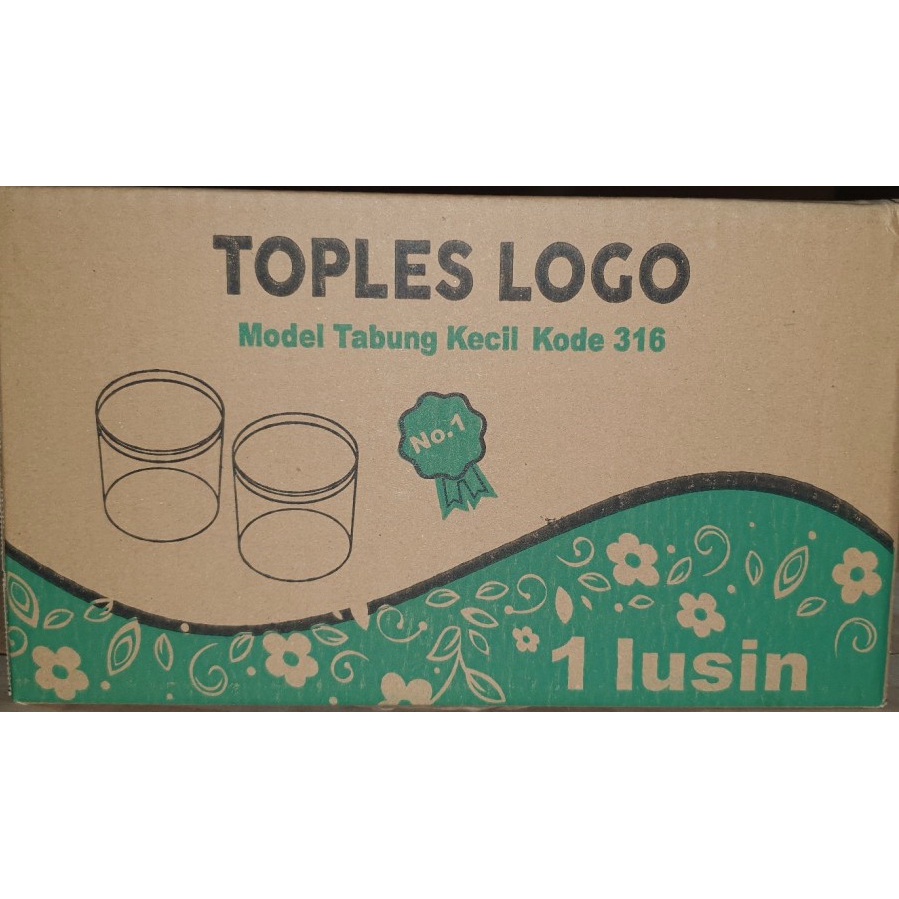 TOPLES LOGO
Model Tabung Kecil Kode 316
No.1
1 lusin